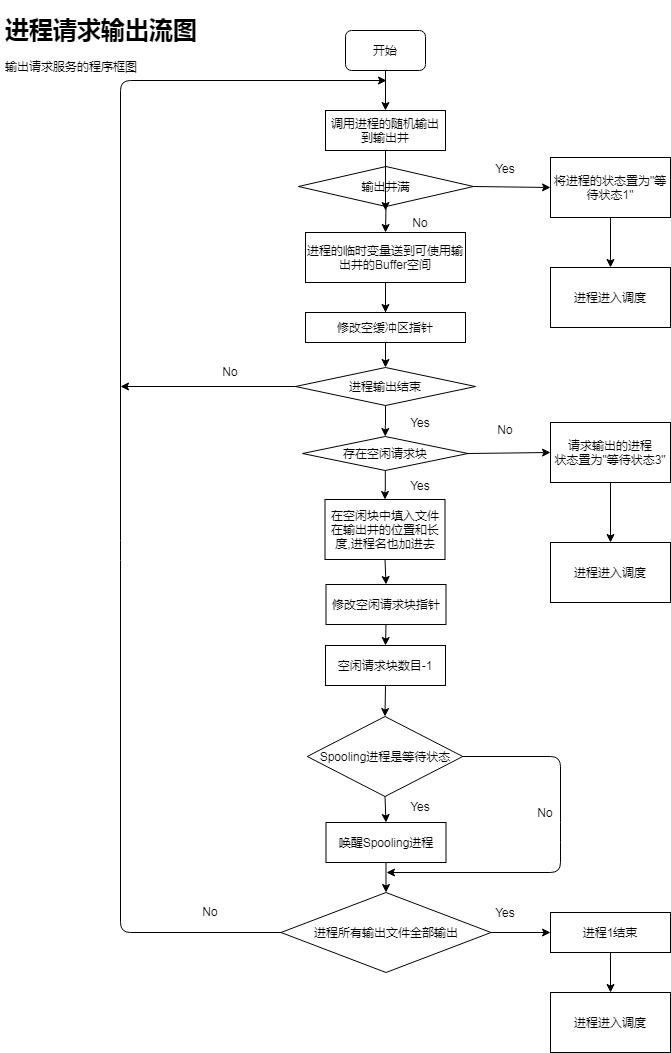 进程请求输出流图
输出请求服务的程序框图
开始
调用进程的随机输出
到输出井
输出井满
Yes
将进程的状态置为"等
待状态1"
No
进程的临时变量送到可使用输
出井的Buffer空间
进程进入调度
修改空缓冲区指针
No
进程输出结束
Yes
No
存在空闲请求块
请求输出的进程
状态置为"等待状态3"
Yes
在空闲块中填入文件
在输出井的位置和长
度,进程名也加进去
进程进入调度
修改空闲请求块指针
空闲请求块数目-1
Spooling进程是等待状态
Yes
No
唤醒Spooling进程
No
Yes
进程所有输出文件全部输出
进程1结束
进程进入调度